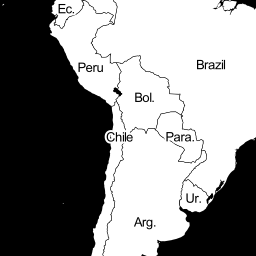 Ec.
Peru
Brazil
Bol.
Chile
Para.
Ur.
Arg.